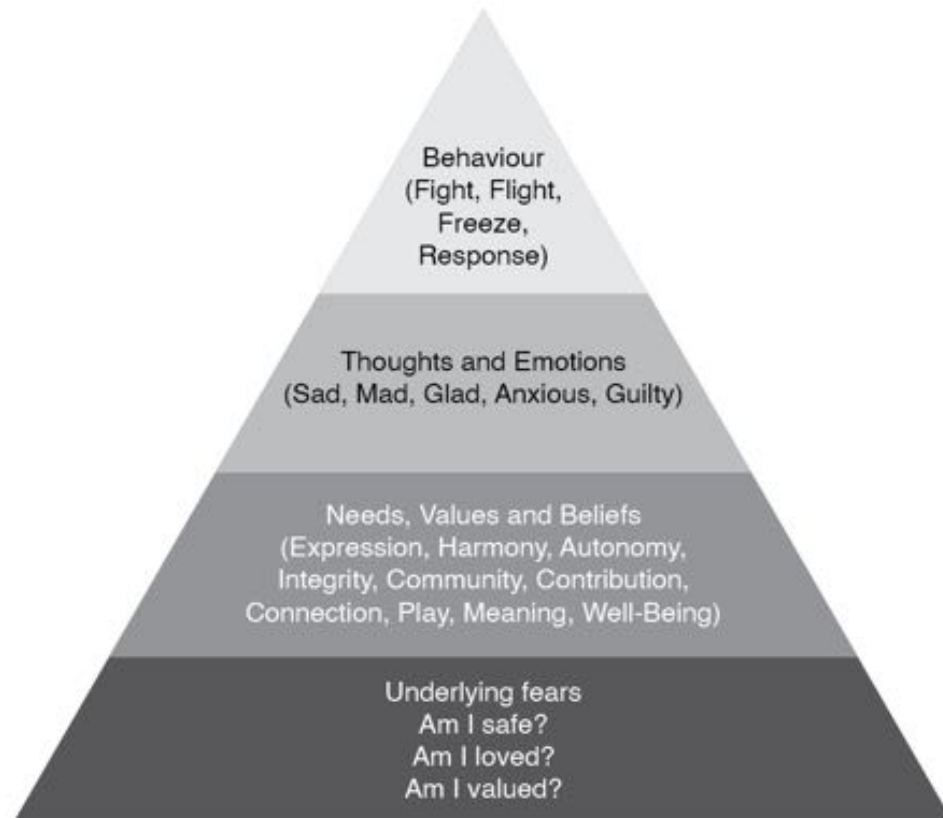 Behaviour
(Fight, Flight,
Freeze,
Response)
Thoughts and Emotions
(Sad, Mad, Glad, Anxious, Guilty)
Needs, Values and Beliefs
(Expression, Harmony, Autonomy,
Integrity, Community, Contribution,
Connection, Play, Meaning, Well-Being)
Underlying fears
Am I safe?
Am I loved?
Am I valued?